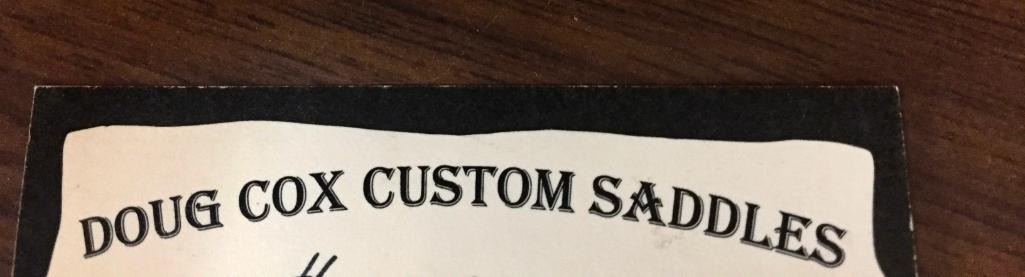 DOUG COX CUSTOM SADDLES